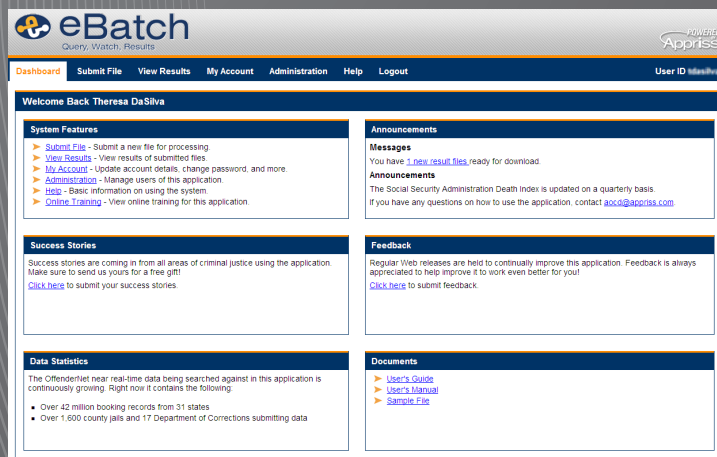 eBatch
Query, Watch, Results
POWERE
Appriss
Dashboard Submit File View Results My Account Administration Help Logout User ID
Welcome Back Theresa DaSilva
System Features
Submit File - Submit a new file for processing.
View Results - View results of submitted files.
My Account - Update account details, change password, and more.
Administration - Manage users of this application.
Help - Basic information on using the system.
Online Training - View online training for this application.
Announcements
Messages
You have 1 new result files ready for download.
Announcements
The Social Security Administration Death Index is updated on a quarterly basis.
If you have any questions on how to use the application, contact aocd@appriss.com.
Success Stories
Success stories are coming in from all areas of criminal justice using the application.
Make sure to send us yours for a free gift!
Click here to submit your success stories.
Feedback
Regular Web releases are held to continually improve this application. Feedback is always
appreciated to help improve it to work even better for you!
Click here to submit feedback.
Data Statistics
The OffenderNet near real-time data being searched against in this application is
continuously growing. Right now it contains the following:
Over 42 million booking records from 31 states
Over 1,600 county jails and 17 Department of Corrections submitting data
Documents
User's Guide
User's Manual
Sample File